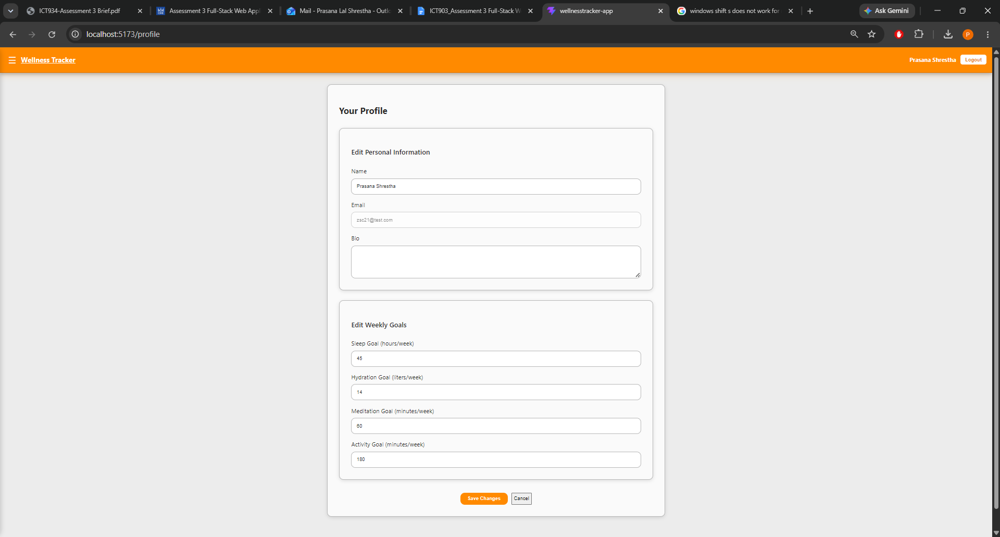 ICT934-Assessment 3 Brief.pdf
Assessment 3 Full-Stack Web Appl
Mail - Prasana Lal Shrestha - Outlo
ICT903_Assessment 3 Full-Stack W
wellnesstracker-app
windows shift s does not work for
Ask Gemini
localhost:5173/profile
P
Wellness Tracker
Prasana Shrestha
Logout
Your Profile
Edit Personal Information
Name
Prasana Shrestha
Email
zsc21@test.com
Bio
Edit Weekly Goals
Sleep Goal (hours/week)
45
Hydration Goal (liters/week)
14
Meditation Goal (minutes/week)
60
Activity Goal (minutes/week)
180
Save Changes
Cancel